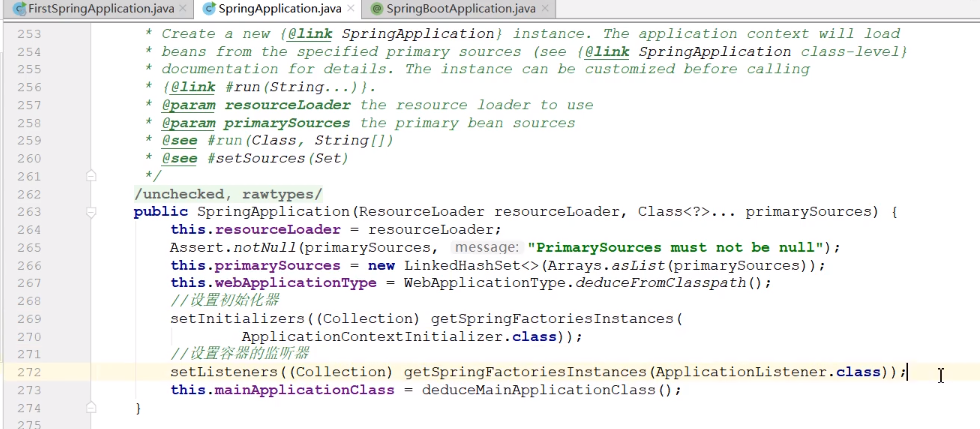 FirstSpringApplication.java × SpringApplication.java × SpringBootApplication.java ×
253 * Create a new {@link SpringApplication} instance. The application context will load
254 * beans from the specified primary sources (see {@link SpringApplication class-level}
255 * documentation for details. The instance can be customized before calling
256 * {@link #run(String...)}.
257 * @param resourceLoader the resource loader to use
258 * @param primarySources the primary bean sources
259 * @see #run(Class, String[])
260 * @see #setSources(Set)
261 */
262 /unchecked, rawtypes/
263 public SpringApplication(ResourceLoader resourceLoader, Class<?>... primarySources) {
264 this.resourceLoader = resourceLoader;
265 Assert.notNull(primarySources, message: "PrimarySources must not be null");
266 this.primarySources = new LinkedHashSet<>(Arrays.asList(primarySources));
267 this.webApplicationType = WebApplicationType.deduceFromClasspath();
268 //设置初始化器
269 setInitializers((Collection) getSpringFactoriesInstances(
270 ApplicationContextInitializer.class));
271 //设置容器的监听器
272 setListeners((Collection) getSpringFactoriesInstances(ApplicationListener.class));
273 this.mainApplicationClass = deduceMainApplicationClass();
274 }
275